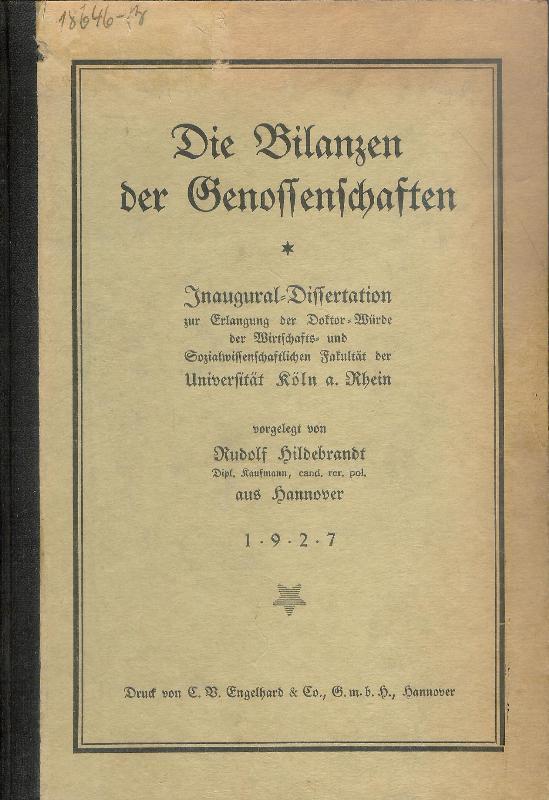 18646-
Die Bilanzen
der Genossenschaften
Inaugural-Dissertation
zur Erlangung der Doktor-Würde
der Wirtschafts- und
Sozialwissenschaftlichen Fakultät der
Universität Köln a. Rhein
vorgelegt von
Rudolf Hildebrandt
Dipl. Kaufmann, cand. rer. pol.
aus Hannover
1 · 9 · 2 · 7
Druck von C. V. Engelhard & Co., G. m. b. H., Hannover